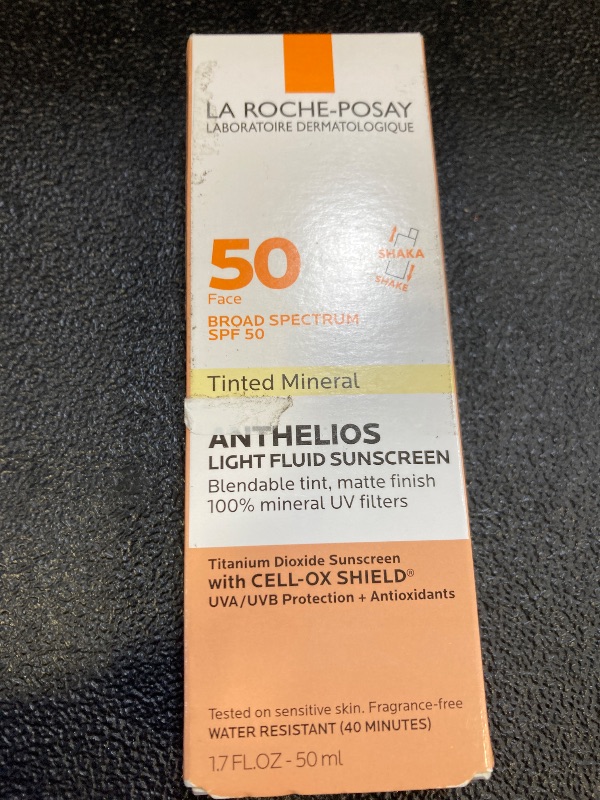 LA ROCHE-POSAY
LABORATOIRE DERMATOLOGIQUE
50
Face
BROAD SPECTRUM
SPF 50
SHAKA
SHAKE
Tinted Mineral
ANTHELIOS
LIGHT FLUID SUNSCREEN
Blendable tint, matte finish
100% mineral UV filters
Titanium Dioxide Sunscreen
with CELL-OX SHIELD®
UVA/UVB Protection + Antioxidants
Tested on sensitive skin. Fragrance-free
WATER RESISTANT (40 MINUTES)
1.7 FL.OZ - 50 ml